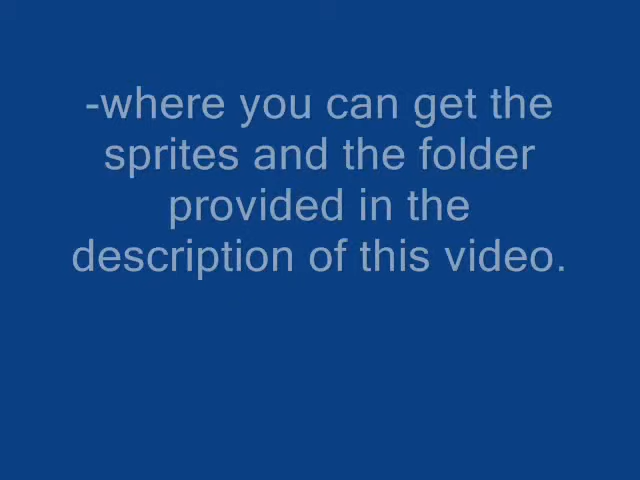 -where you can get the
sprites and the folder
provided in the
description of this video.